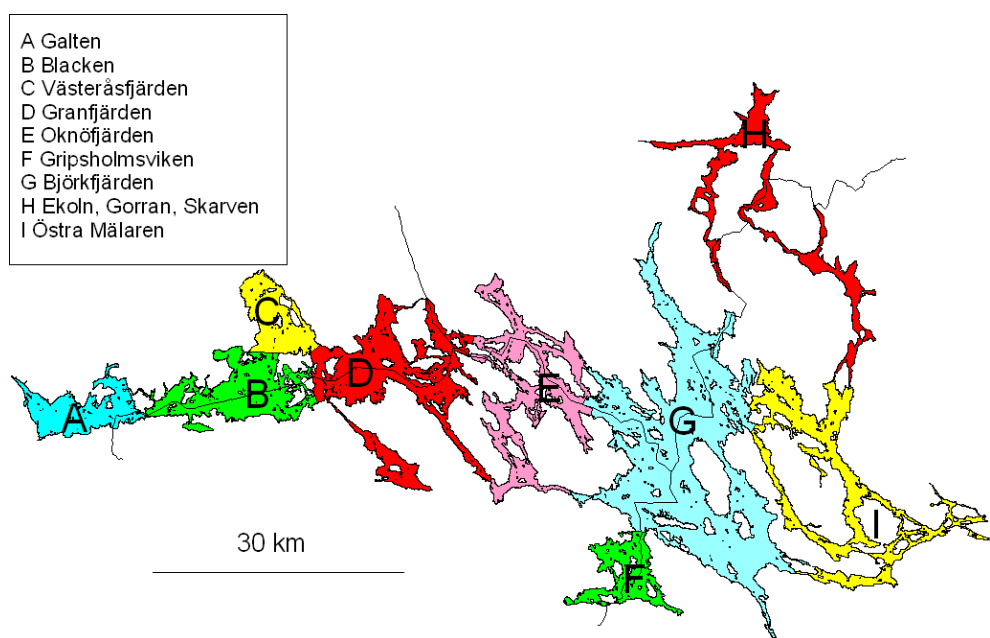 A Galten
B Blacken
C Västeråsfjärden
D Granfjärden
E Oknöfjärden
F Gripsholmsviken
G Björkfjärden
H Ekoln, Gorran, Skarven
I Östra Mälaren
H
C
D
B
E
A
G
I
30 km
F